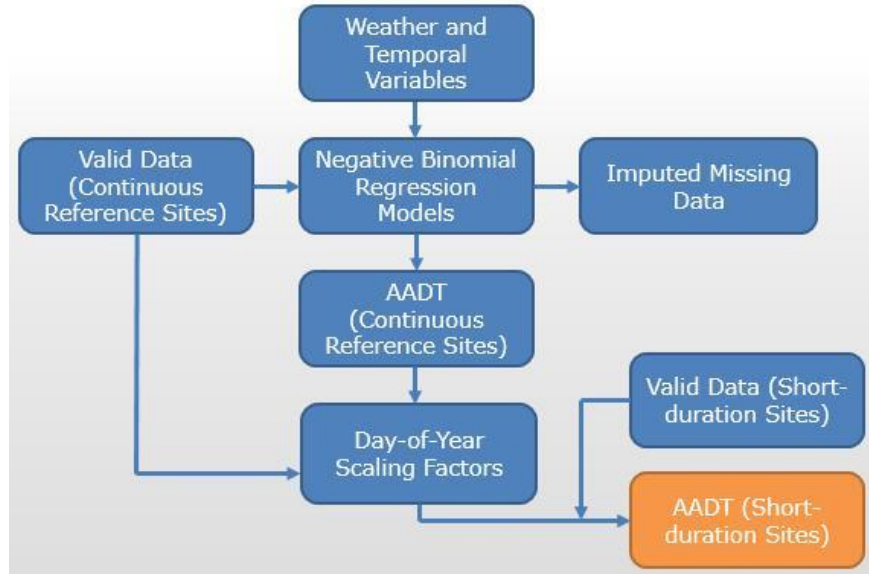 Weather and
Temporal
Variables
Valid Data
(Continuous
Reference Sites)
Negative Binomial
Regression
Models
Imputed Missing
Data
AADT
(Continuous
Reference Sites)
Valid Data (Short-
duration Sites)
Day-of-Year
Scaling Factors
AADT (Short-
duration Sites)